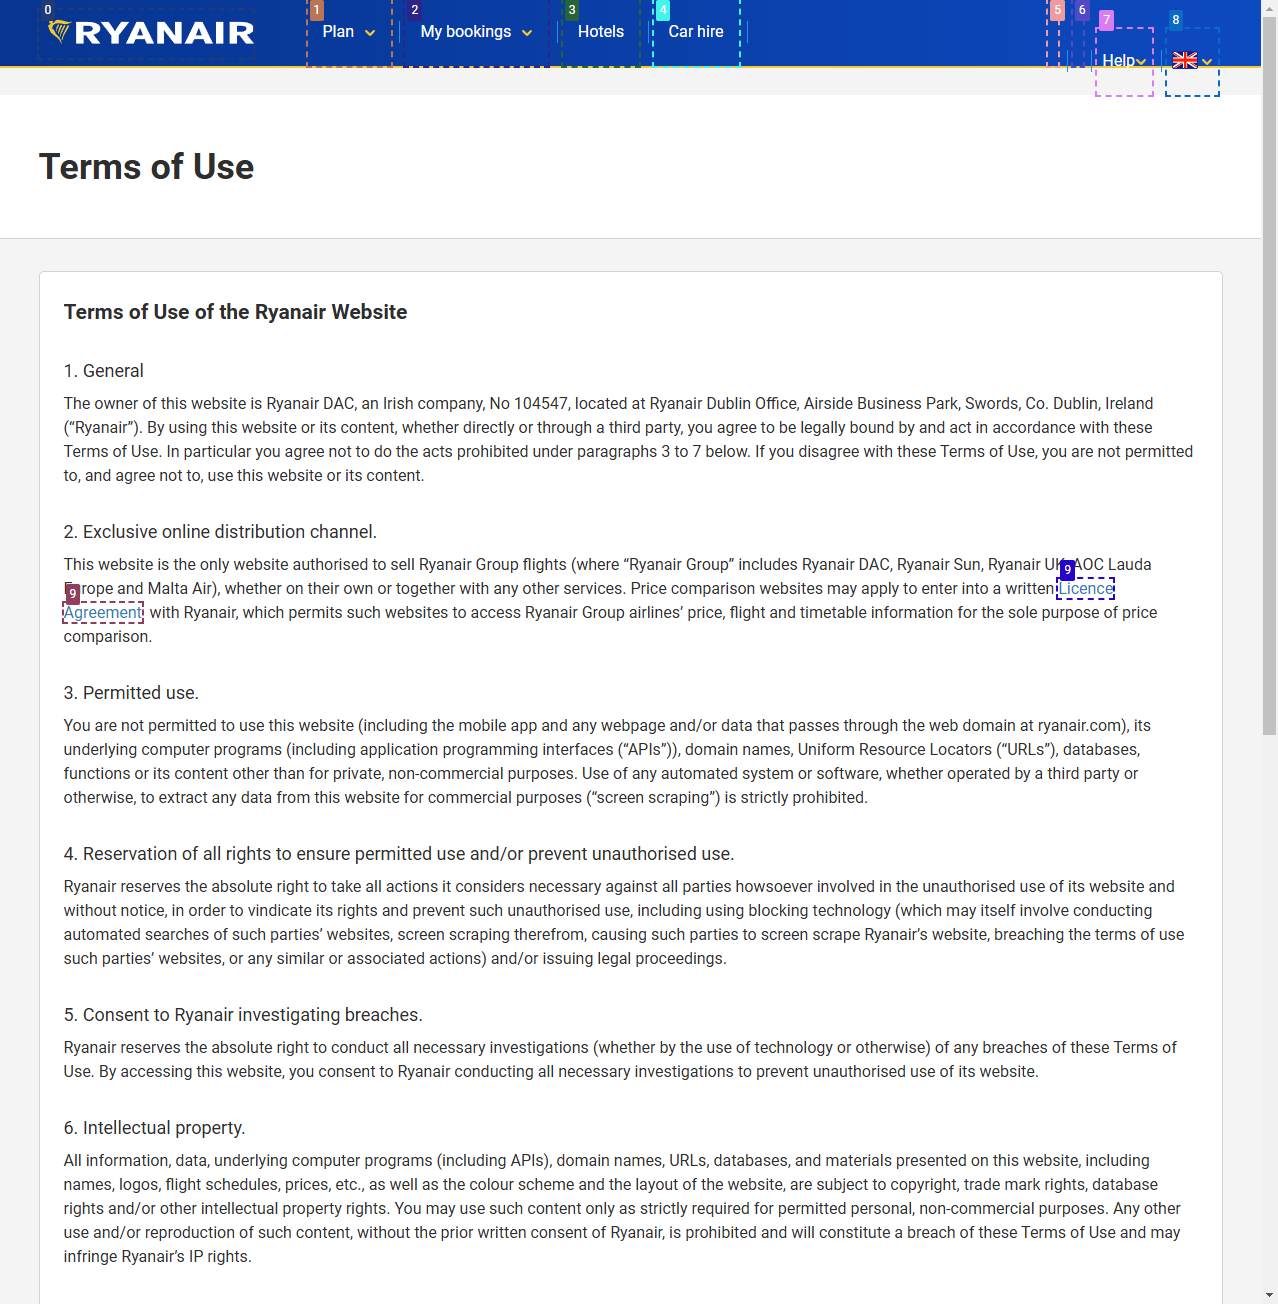 0
1
2
3
4
5
6
7
8
RYANAIR
Plan
My bookings
Hotels
Car hire
Help
Terms of Use
Terms of Use of the Ryanair Website
1. General
The owner of this website is Ryanair DAC, an Irish company, No 104547, located at Ryanair Dublin Office, Airside Business Park, Swords, Co. Dublin, Ireland
(“Ryanair”). By using this website or its content, whether directly or through a third party, you agree to be legally bound by and act in accordance with these
Terms of Use. In particular you agree not to do the acts prohibited under paragraphs 3 to 7 below. If you disagree with these Terms of Use, you are not permitted
to, and agree not to, use this website or its content.
2. Exclusive online distribution channel.
This website is the only website authorised to sell Ryanair Group flights (where “Ryanair Group” includes Ryanair DAC, Ryanair Sun, Ryanair UK AOC Lauda
9
Europe and Malta Air), whether on their own or together with any other services. Price comparison websites may apply to enter into a written Licence
9
Agreement with Ryanair, which permits such websites to access Ryanair Group airlines’ price, flight and timetable information for the sole purpose of price
comparison.
3. Permitted use.
You are not permitted to use this website (including the mobile app and any webpage and/or data that passes through the web domain at ryanair.com), its
underlying computer programs (including application programming interfaces (“APIs”)), domain names, Uniform Resource Locators (“URLs”), databases,
functions or its content other than for private, non-commercial purposes. Use of any automated system or software, whether operated by a third party or
otherwise, to extract any data from this website for commercial purposes (“screen scraping”) is strictly prohibited.
4. Reservation of all rights to ensure permitted use and/or prevent unauthorised use.
Ryanair reserves the absolute right to take all actions it considers necessary against all parties howsoever involved in the unauthorised use of its website and
without notice, in order to vindicate its rights and prevent such unauthorised use, including using blocking technology (which may itself involve conducting
automated searches of such parties’ websites, screen scraping therefrom, causing such parties to screen scrape Ryanair’s website, breaching the terms of use
such parties’ websites, or any similar or associated actions) and/or issuing legal proceedings.
5. Consent to Ryanair investigating breaches.
Ryanair reserves the absolute right to conduct all necessary investigations (whether by the use of technology or otherwise) of any breaches of these Terms of
Use. By accessing this website, you consent to Ryanair conducting all necessary investigations to prevent unauthorised use of its website.
6. Intellectual property.
All information, data, underlying computer programs (including APIs), domain names, URLs, databases, and materials presented on this website, including
names, logos, flight schedules, prices, etc., as well as the colour scheme and the layout of the website, are subject to copyright, trade mark rights, database
rights and/or other intellectual property rights. You may use such content only as strictly required for permitted personal, non-commercial purposes. Any other
use and/or reproduction of such content, without the prior written consent of Ryanair, is prohibited and will constitute a breach of these Terms of Use and may
infringe Ryanair’s IP rights.